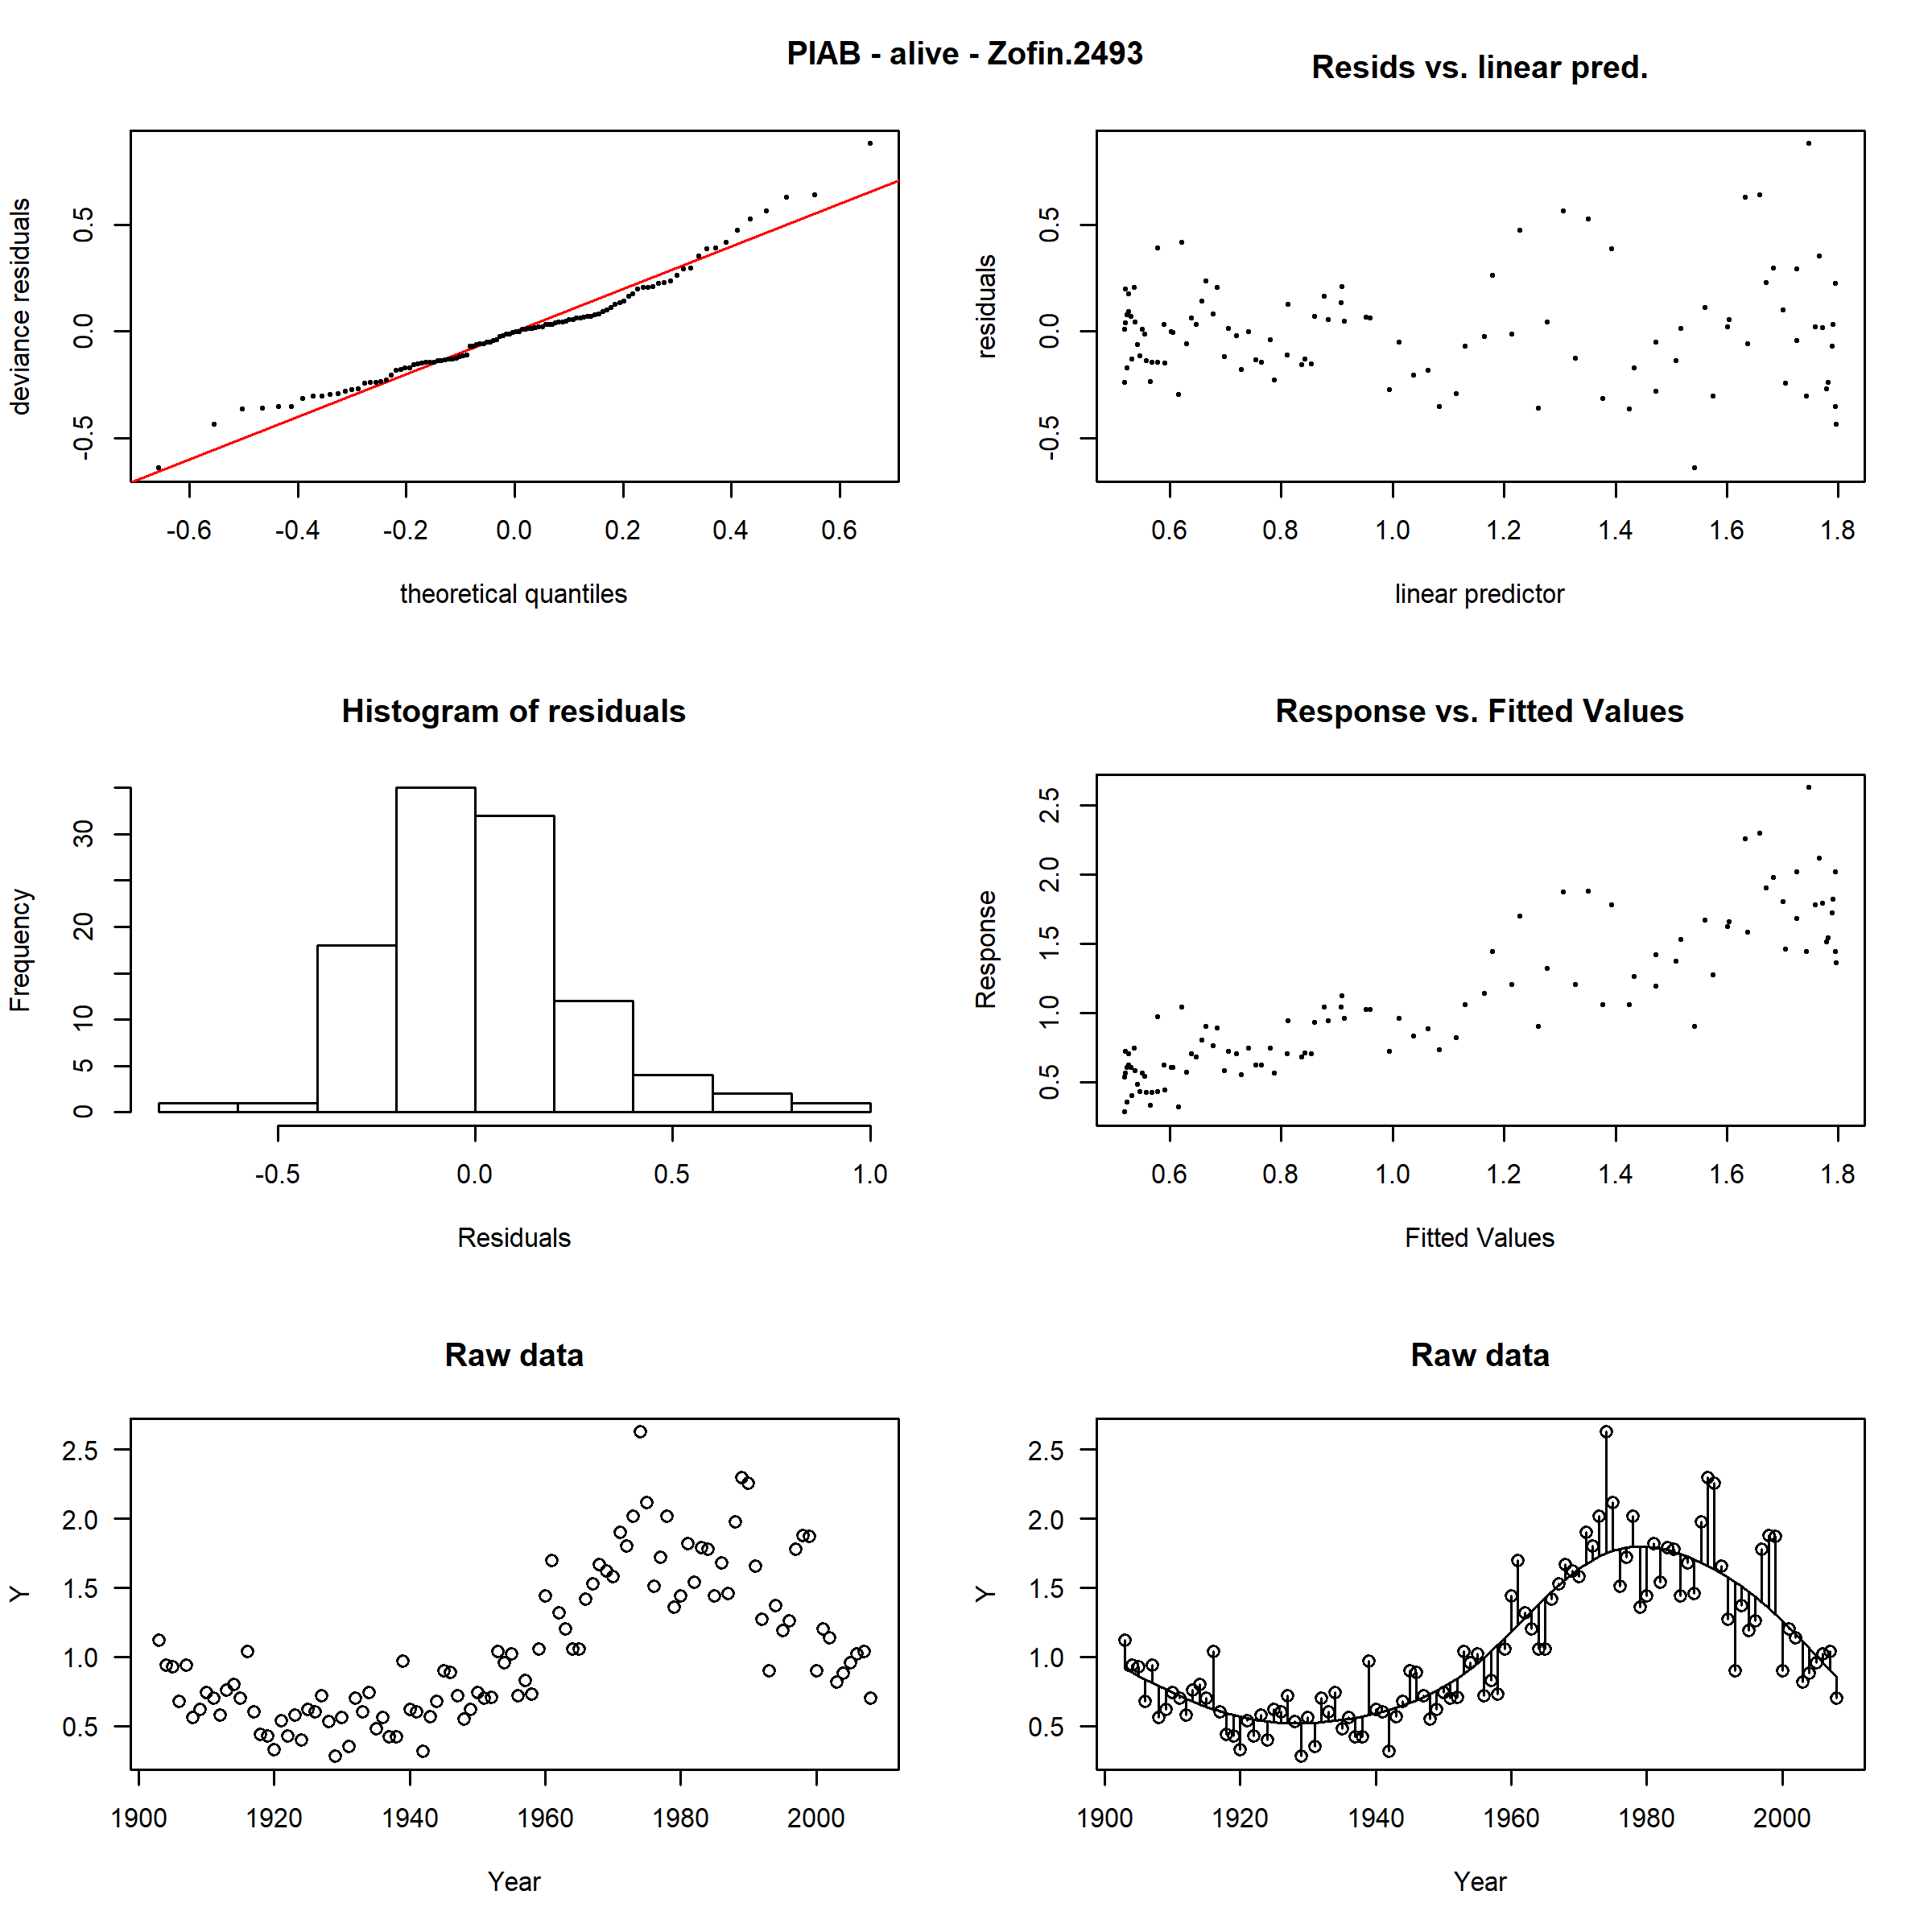 PIAB - alive - Zofin.2493
Resids vs. linear pred.
deviance residuals
-0.5 0.0 0.5
-0.6 -0.4 -0.2 0.0 0.2 0.4 0.6
theoretical quantiles
residuals
-0.5 0.0 0.5
0.6 0.8 1.0 1.2 1.4 1.6 1.8
linear predictor
Histogram of residuals
Frequency
0 5 10 20 30
-0.5 0.0 0.5 1.0
Residuals
Response vs. Fitted Values
Response
0.5 1.0 1.5 2.0 2.5
0.6 0.8 1.0 1.2 1.4 1.6 1.8
Fitted Values
Raw data
Y
0.5 1.0 1.5 2.0 2.5
1900 1920 1940 1960 1980 2000
Year
Raw data
Y
0.5 1.0 1.5 2.0 2.5
1900 1920 1940 1960 1980 2000
Year